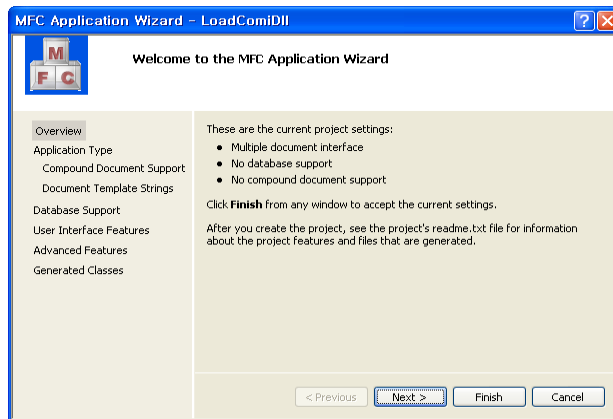 MFC Application Wizard - LoadComiDll
M
F C
Welcome to the MFC Application Wizard
Overview
Application Type
Compound Document Support
Document Template Strings
Database Support
User Interface Features
Advanced Features
Generated Classes
These are the current project settings:
• Multiple document interface
• No database support
• No compound document support
Click Finish from any window to accept the current settings.
After you create the project, see the project's readme.txt file for information
about the project features and files that are generated.
< Previous Next > Finish Cancel